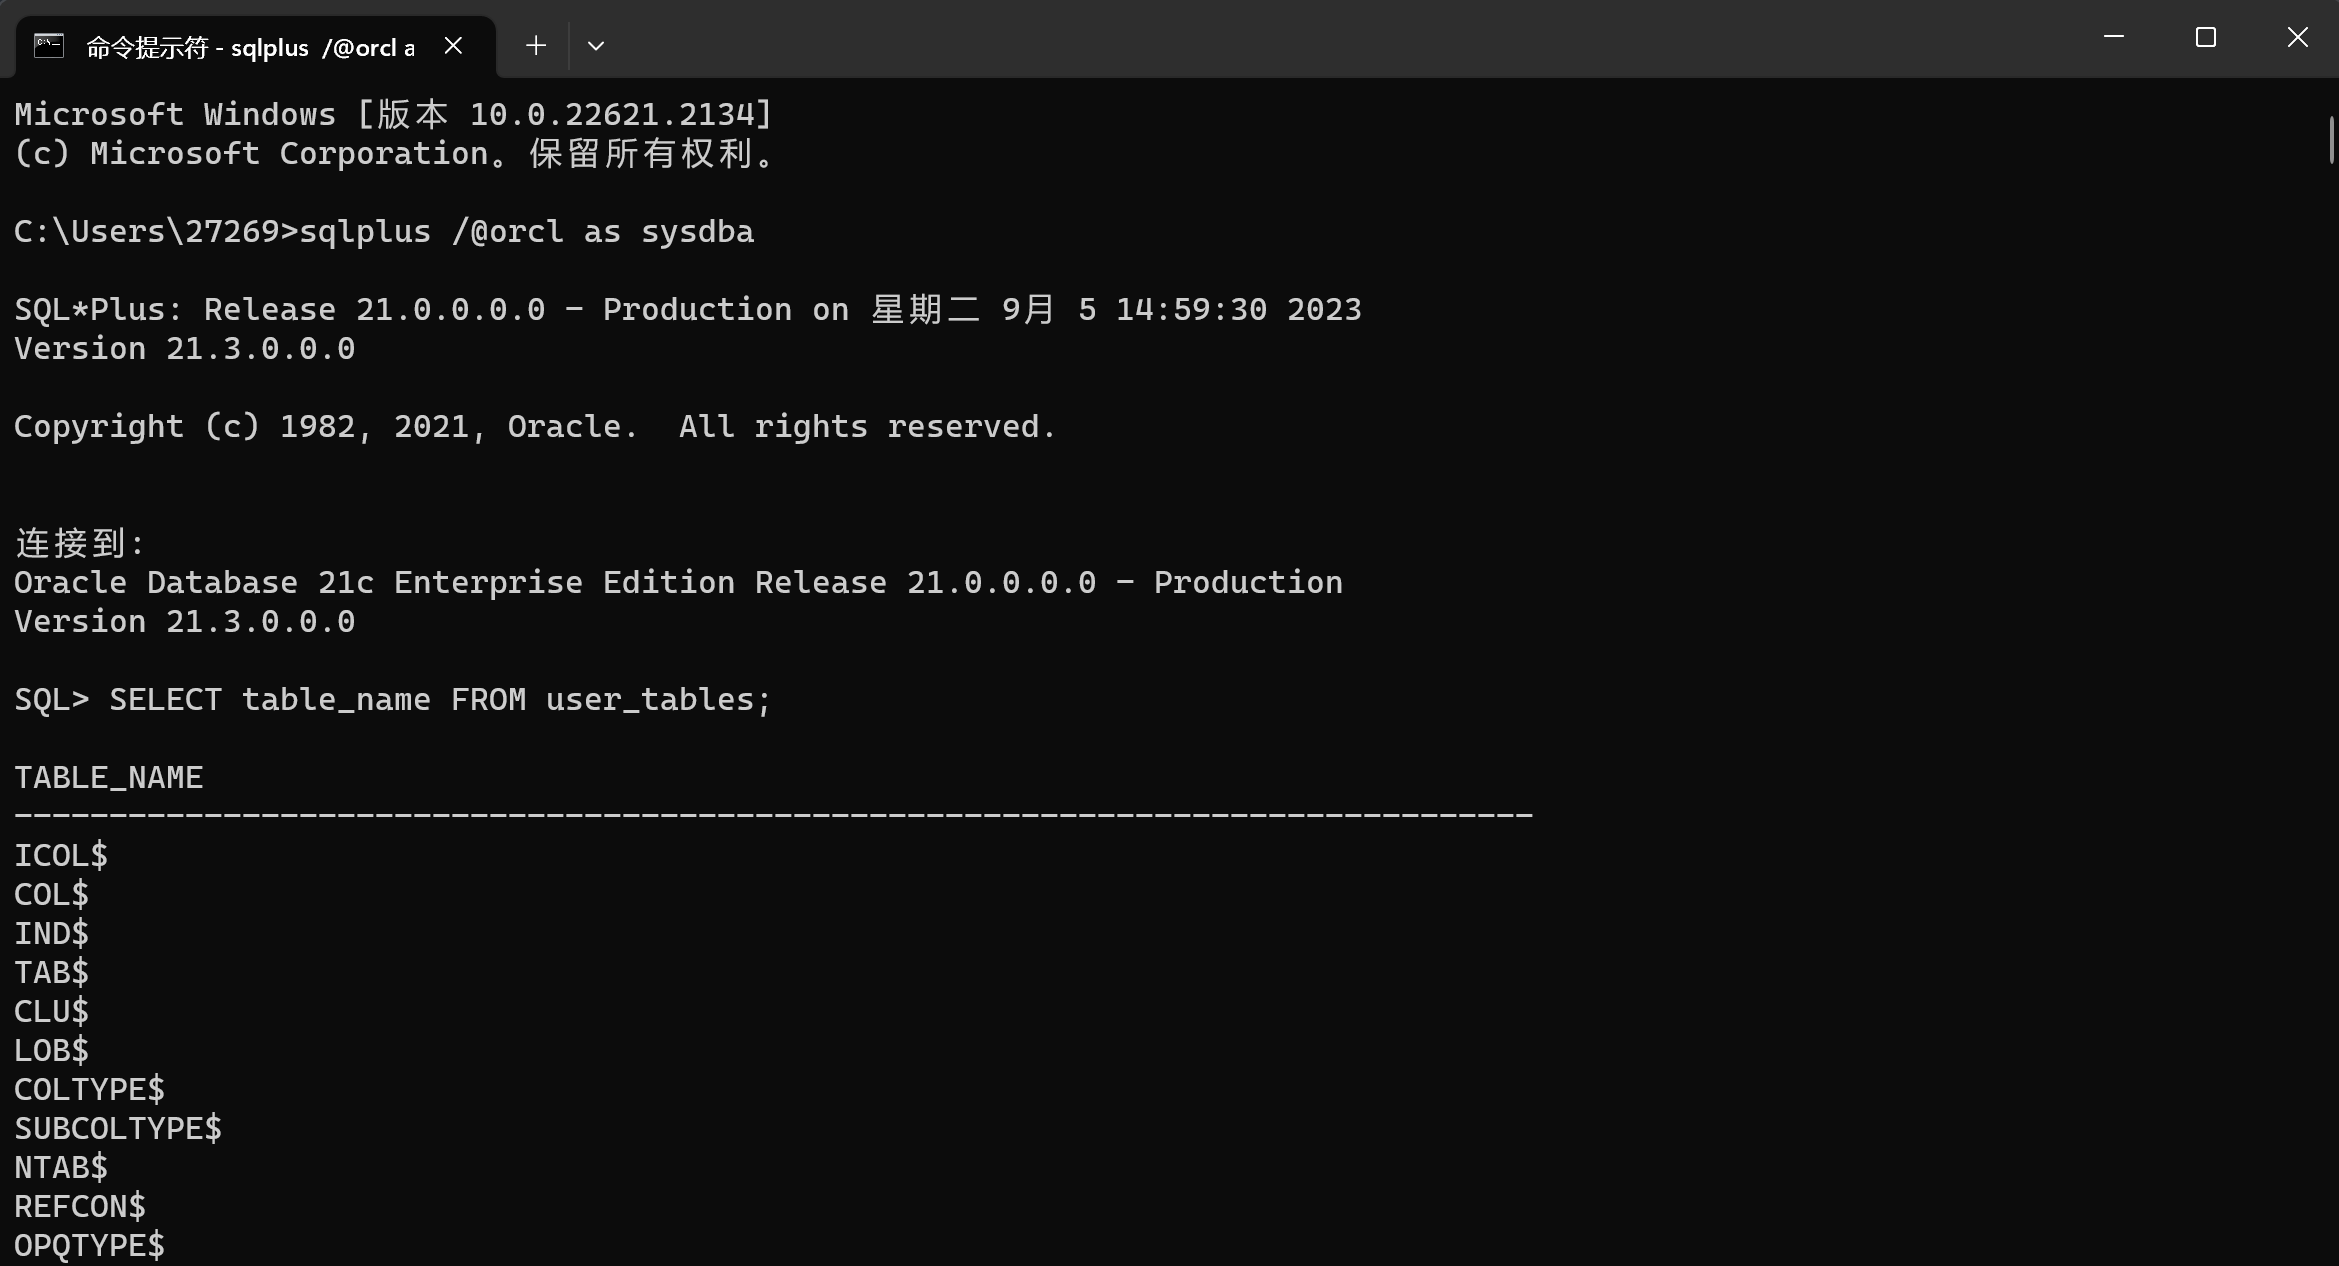 命令提示符 - sqlplus  /@orcl a
Microsoft Windows [版本 10.0.22621.2134]
(c) Microsoft Corporation。保留所有权利。
C:\Users\27269>sqlplus /@orcl as sysdba
SQL*Plus: Release 21.0.0.0.0 - Production on 星期二 9月 5 14:59:30 2023
Version 21.3.0.0.0
Copyright (c) 1982, 2021, Oracle.  All rights reserved.
连接到:
Oracle Database 21c Enterprise Edition Release 21.0.0.0.0 - Production
Version 21.3.0.0.0
SQL> SELECT table_name FROM user_tables;
TABLE_NAME
--------------------------------------------------------------------------------
ICOL$
COL$
IND$
TAB$
CLU$
LOB$
COLTYPE$
SUBCOLTYPE$
NTAB$
REFCON$
OPQTYPE$